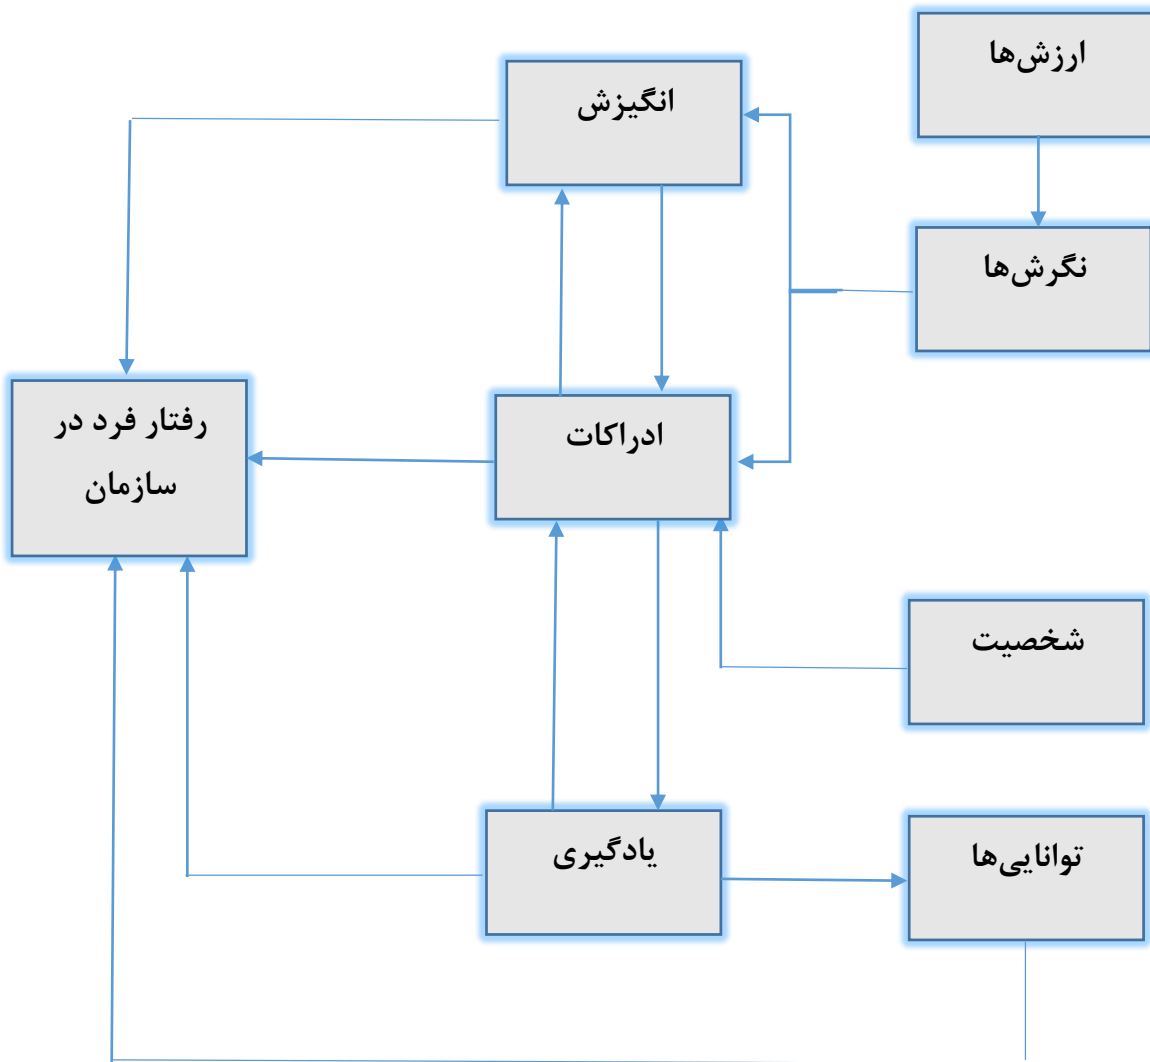 ارزش‌ها
انگیزش
نگرش‌ها
رفتار فرد در
سازمان
ادراکات
شخصیت
یادگیری
توانایی‌ها